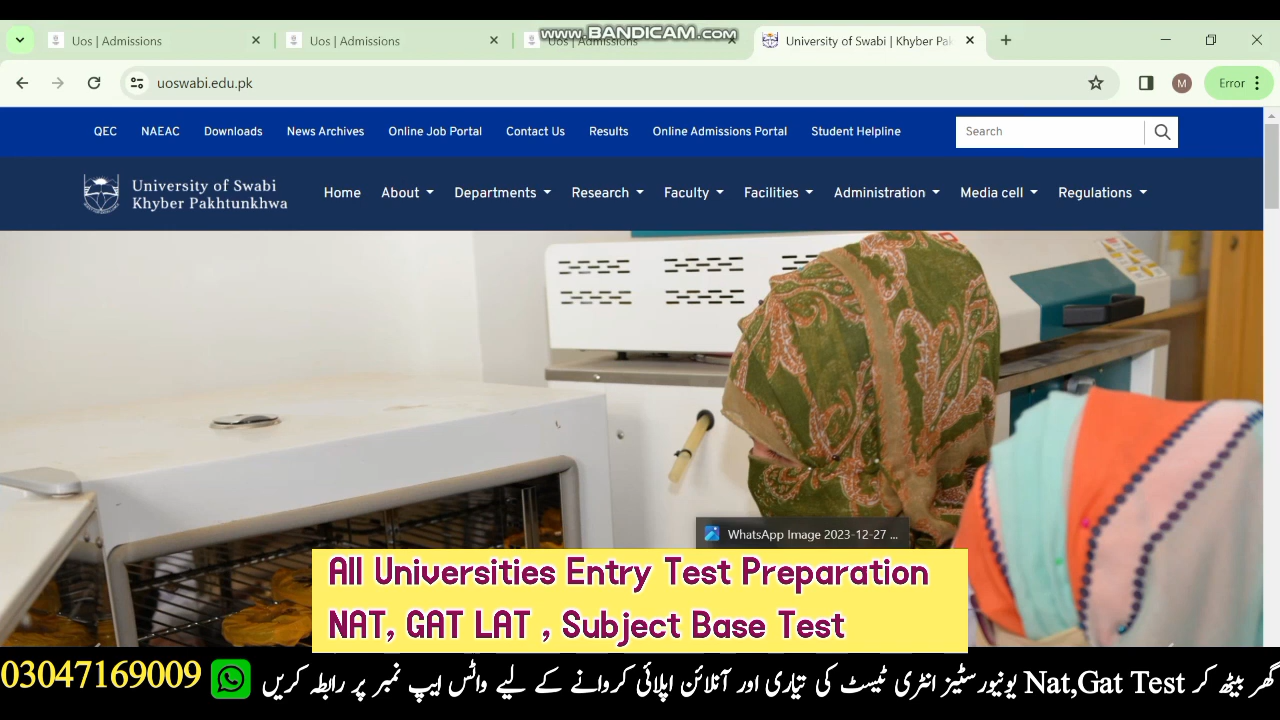 www.BANDICAM.com
Uos | Admissions
Uos | Admissions
Uos | Admissions
University of Swabi | Khyber Pak
uoswabi.edu.pk
M
Error
QEC
NAEAC
Downloads
News Archives
Online Job Portal
Contact Us
Results
Online Admissions Portal
Student Helpline
Search
University of Swabi
Khyber Pakhtunkhwa
Home
About
Departments
Research
Faculty
Facilities
Administration
Media cell
Regulations
WhatsApp Image 2023-12-27 ...
All Universities Entry Test Preparation
NAT, GAT LAT , Subject Base Test
گھر بیٹھ کر Nat,Gat Test یونیورسٹیز انٹری ٹیسٹ کی تیاری اور آنلائن اپلائی کروانے کے لیے واٹس ایپ نمبر پر رابطہ کریں 03047169009